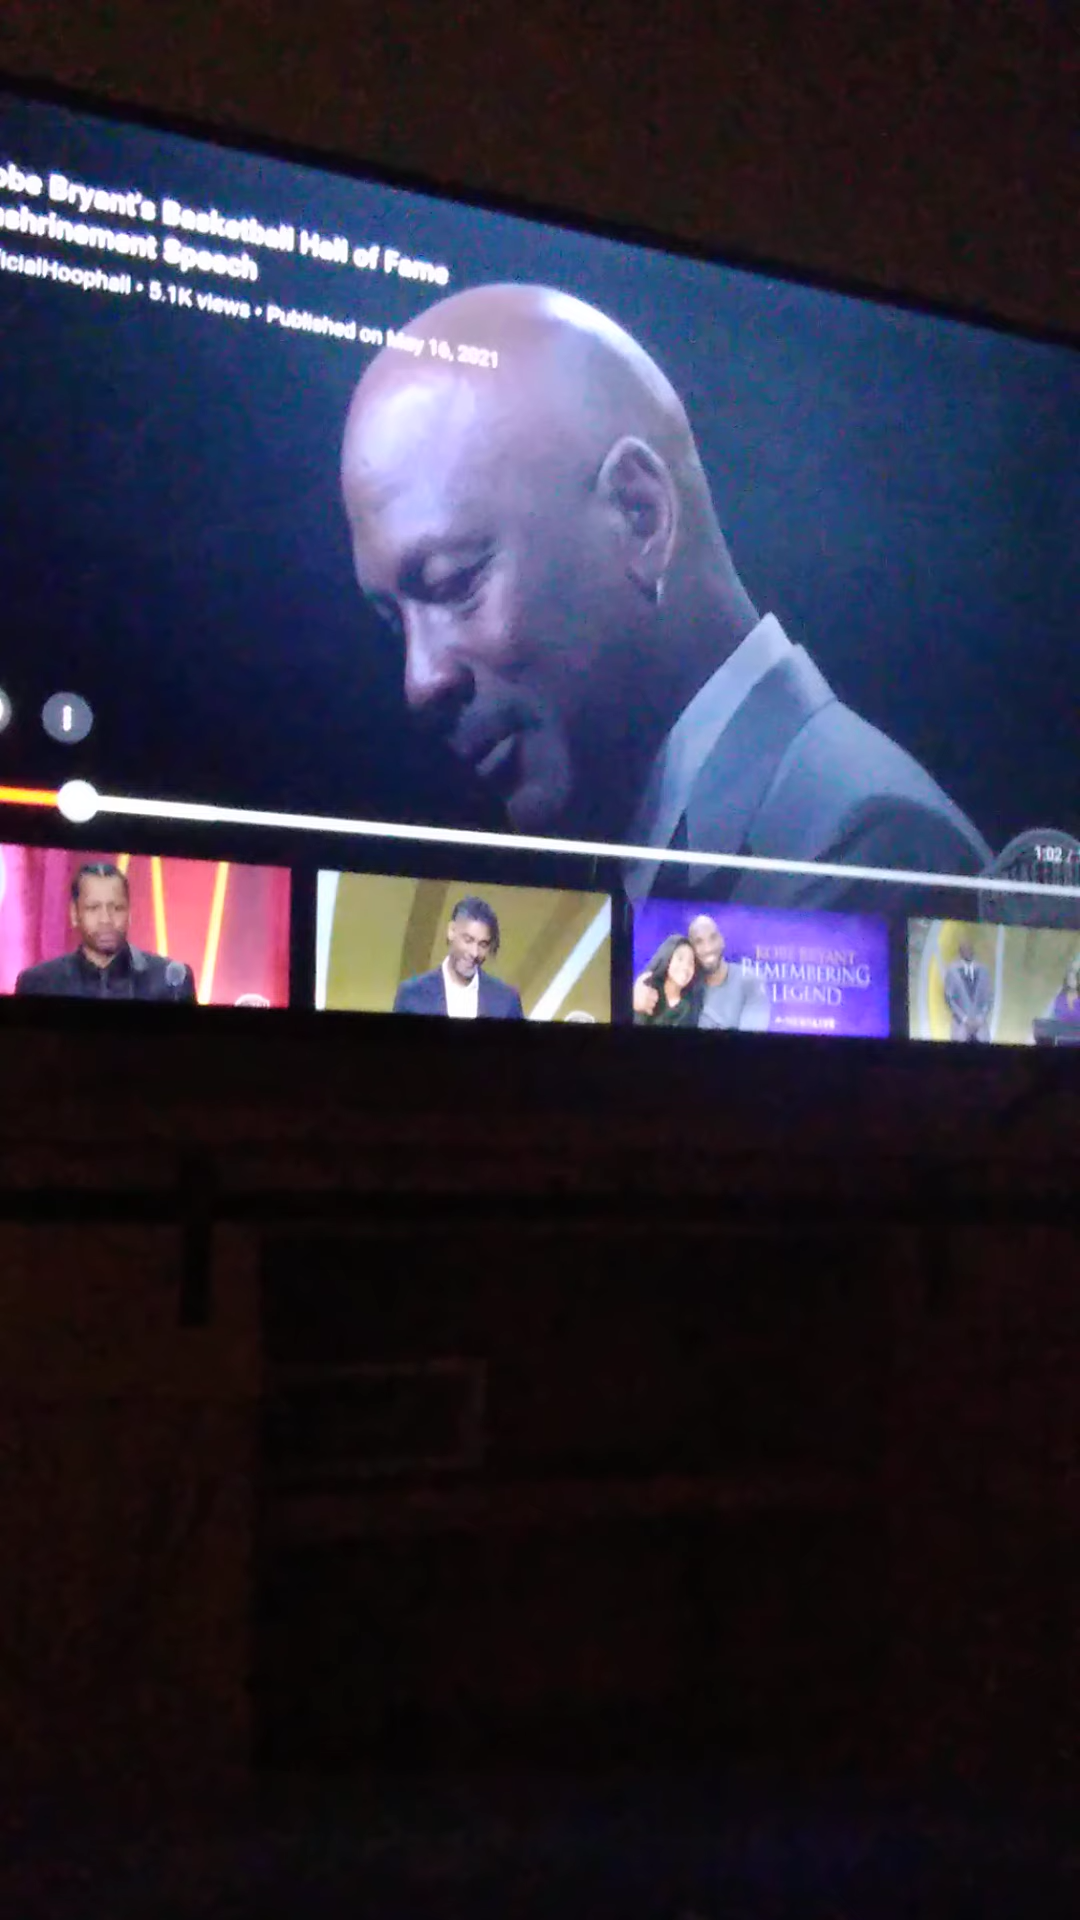 obe Bryant's Basketball Hall of Fame
nshrinement Speech
ficialHoophall • 5.1K views • Published on May 16, 2021
1:02 /
KOBE BRYANT
REMEMBERING
A LEGEND